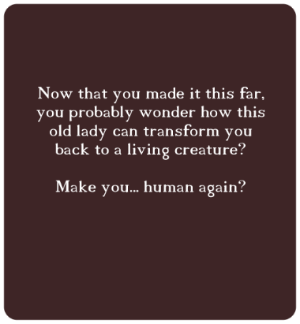 Now that you made it this far,
you probably wonder how this
old lady can transform you
back to a living creature?
Make you... human again?